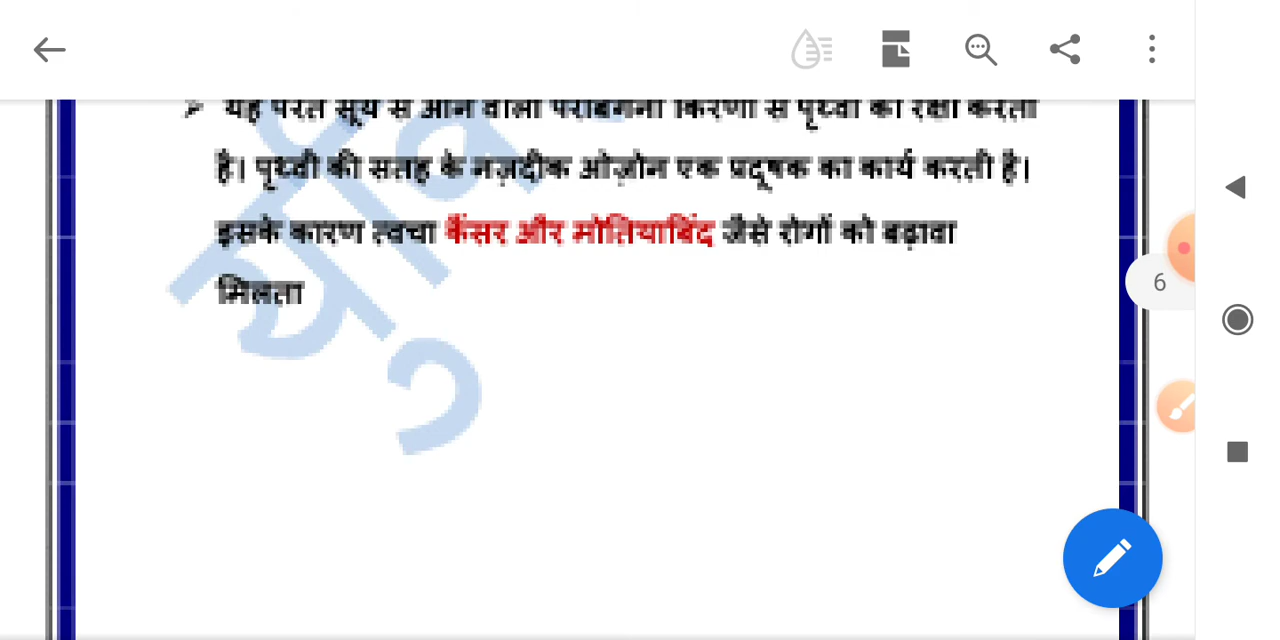 यह परत सूर्य से आने वाली पराबैंगनी किरणों से पृथ्वी की रक्षा करती
है। पृथ्वी की सतह के नज़दीक ओज़ोन एक प्रदूषक का कार्य करती है।
इसके कारण त्वचा कैंसर और मोतियाबिंद जैसे रोगों को बढ़ावा
मिलता
6